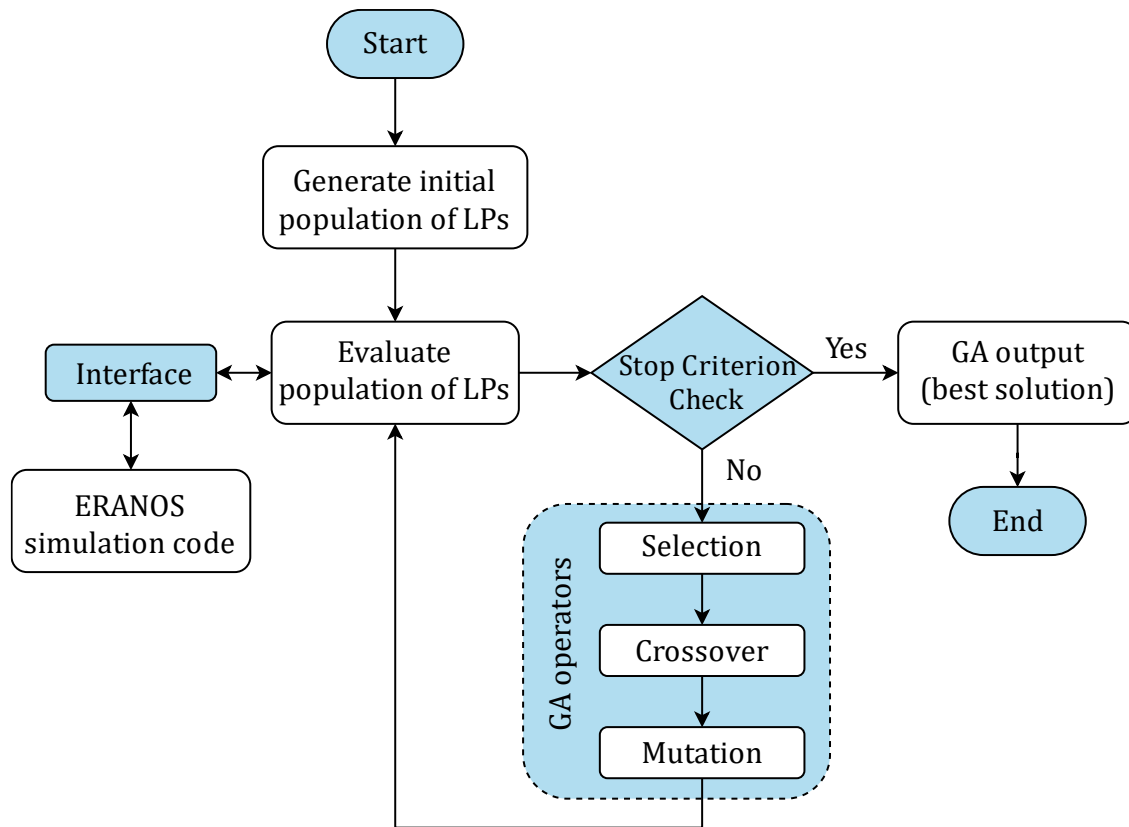 Start
Generate initial
population of LPs
Interface
Evaluate
population of LPs
Stop Criterion
Check
Yes
GA output
(best solution)
ERANOS
simulation code
No
End
GA operators
Selection
Crossover
Mutation